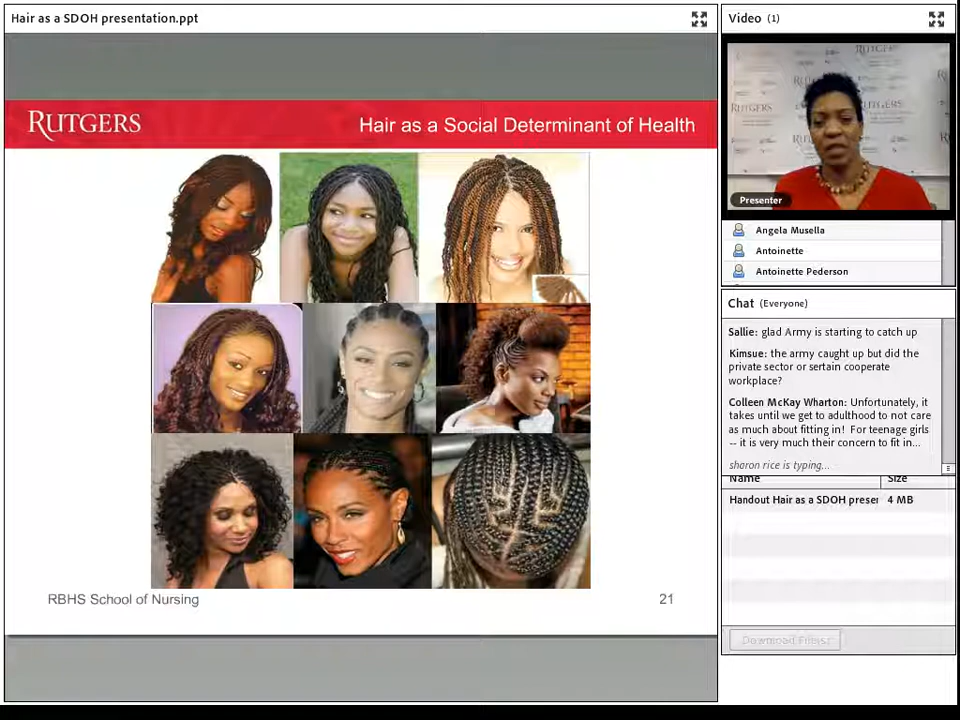 Hair as a SDOH presentation.ppt
RUTGERS
Hair as a Social Determinant of Health
RBHS School of Nursing
21
Video (1)
RUTGERS
Presenter
Angela Musella
Antoinette
Antoinette Pederson
Chat (Everyone)
Sallie: glad Army is starting to catch up
Kimsue: the army caught up but did the
private sector or sertain cooperate
workplace?
Colleen McKay Wharton: Unfortunately, it
takes until we get to adulthood to not care
as much about fitting in! For teenage girls
-- it is very much their concern to fit in...
sharon rice is typing...
Name Size
Handout Hair as a SDOH preser 4 MB
Download File(s)